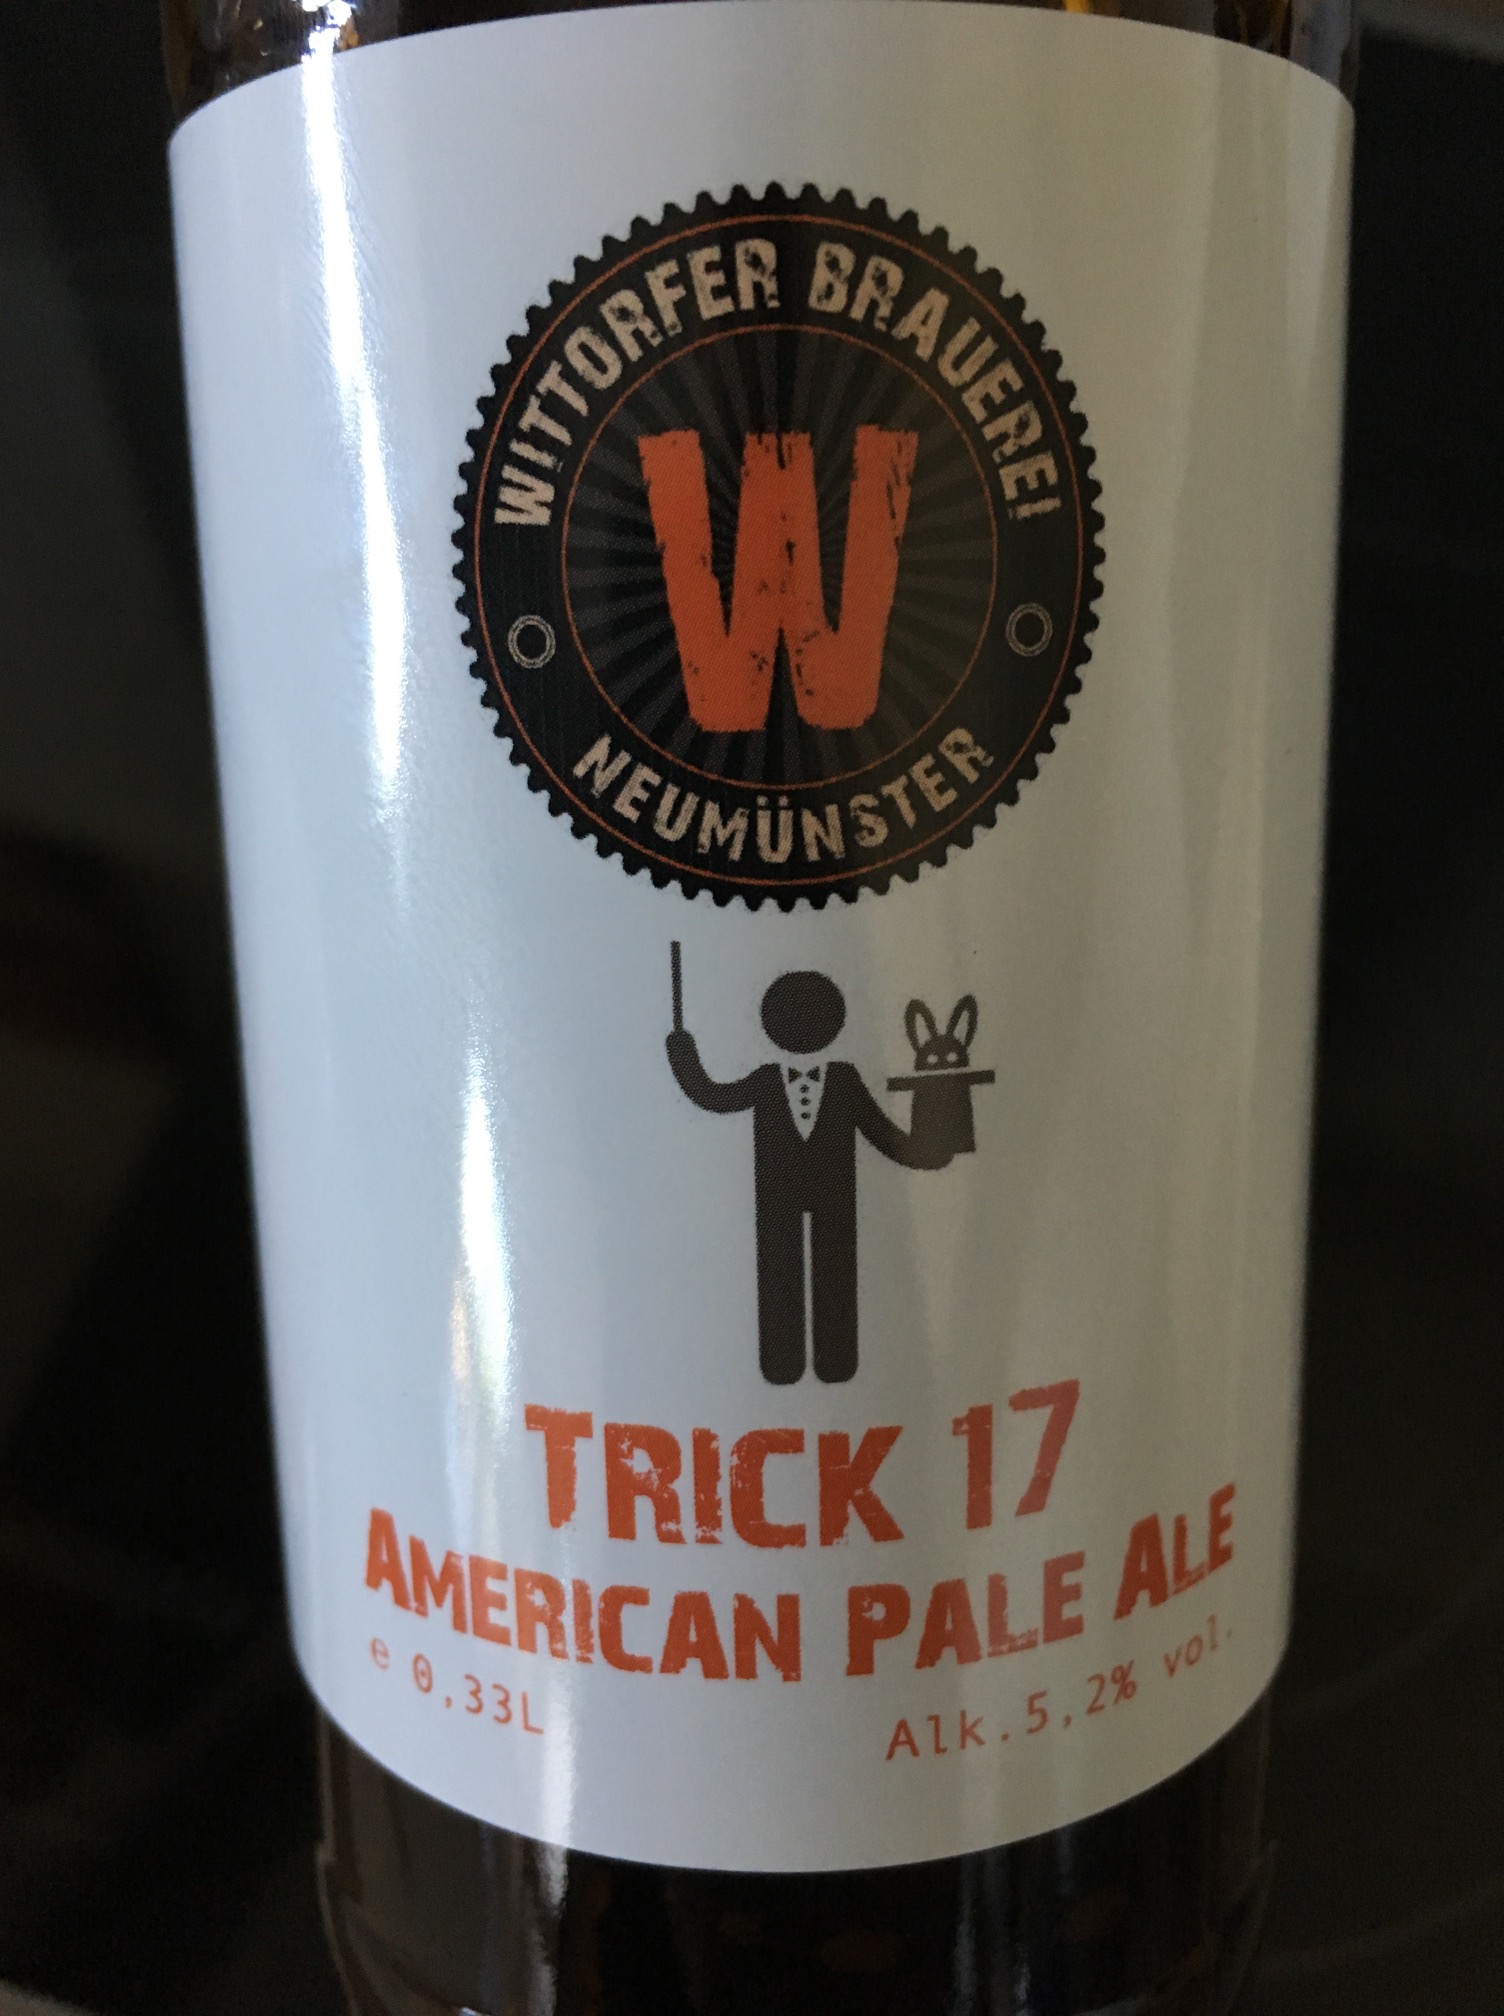 WITTORFER BRAUEREI
W
NEUMÜNSTER
TRICK 17
AMERICAN PALE ALE
e 0,33L
Alk.5,2% vol.